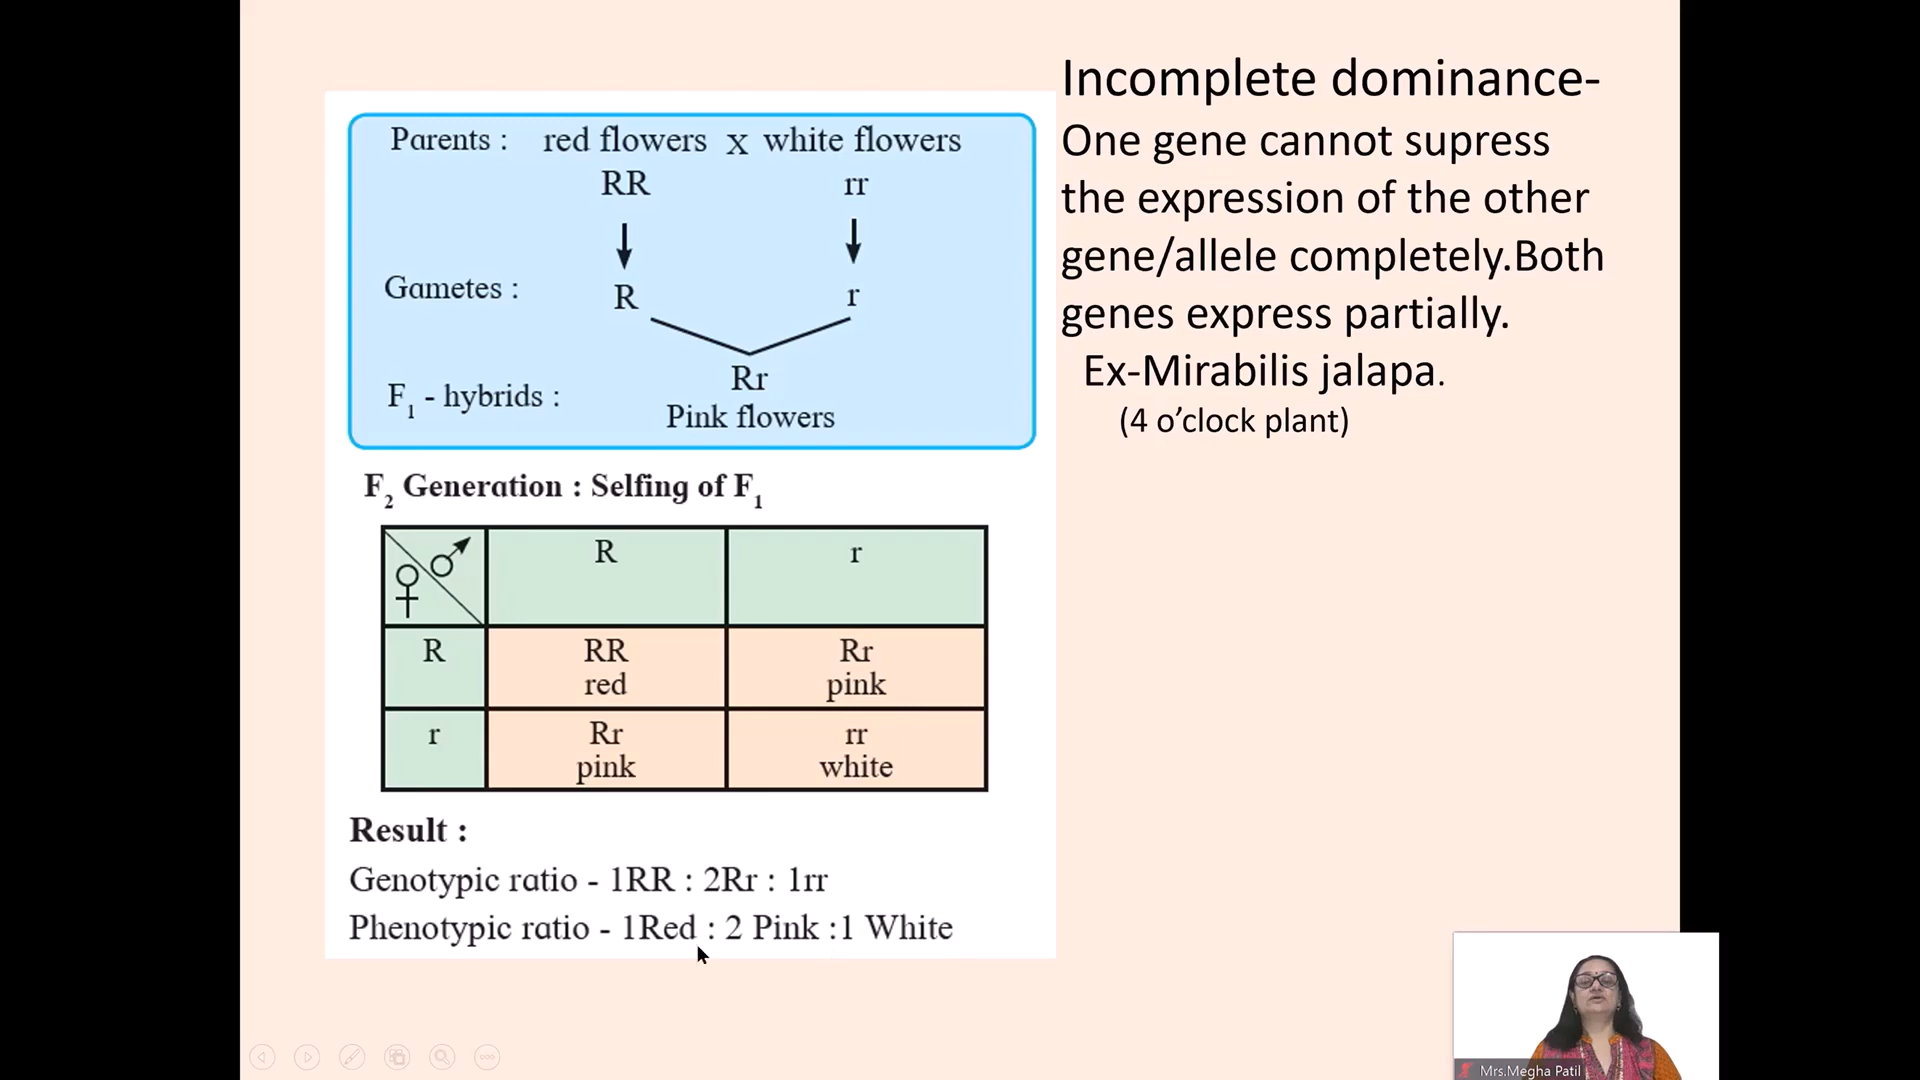 Incomplete dominance-
One gene cannot supress
the expression of the other
gene/allele completely.Both
genes express partially.
Ex-Mirabilis jalapa.
(4 o’clock plant)
Parents : red flowers x white flowers
RR rr
Gametes : R r
Rr
F1 - hybrids :
Pink flowers
F2 Generation : Selfing of F1
♀ ♂ R r
R RR Rr
red pink
r Rr rr
pink white
Result :
Genotypic ratio - 1RR : 2Rr : 1rr
Phenotypic ratio - 1Red : 2 Pink :1 White
Mrs.Megha Patil